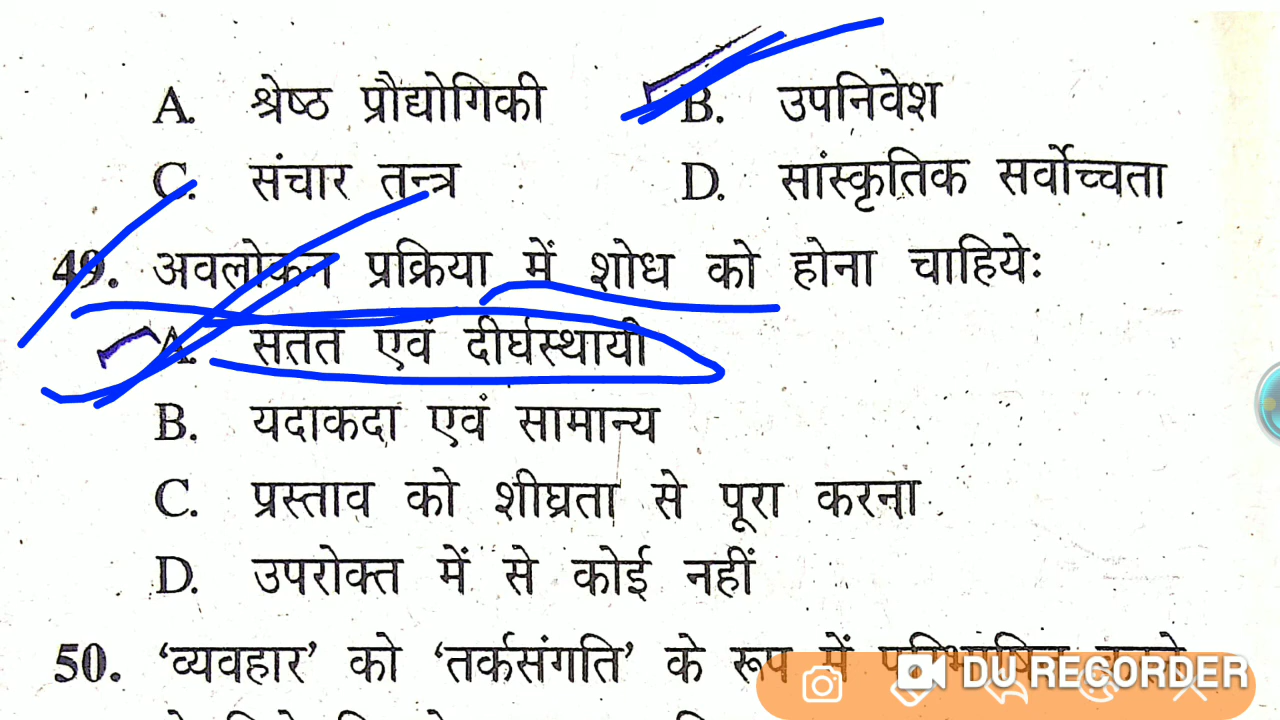 A. श्रेष्ठ प्रौद्योगिकी B. उपनिवेश
C. संचार तन्त्र D. सांस्कृतिक सर्वोच्चता
49. अवलोकन प्रक्रिया में शोध को होना चाहिये:
A. सतत एवं दीर्घस्थायी
B. यदाकदा एवं सामान्य
C. प्रस्ताव को शीघ्रता से पूरा करना
D. उपरोक्त में से कोई नहीं
50. ‘व्यवहार’ को ‘तर्कसंगति’ के रूप में
DU RECORDER